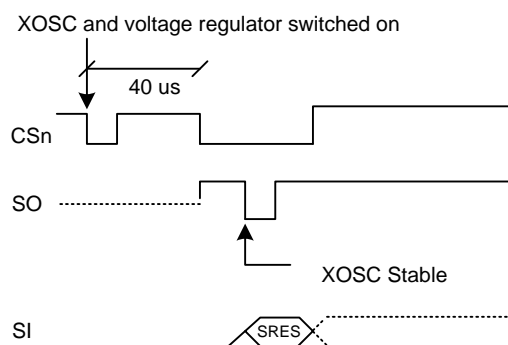 XOSC and voltage regulator switched on
40 us
CSn
SO
XOSC Stable
SI
SRES